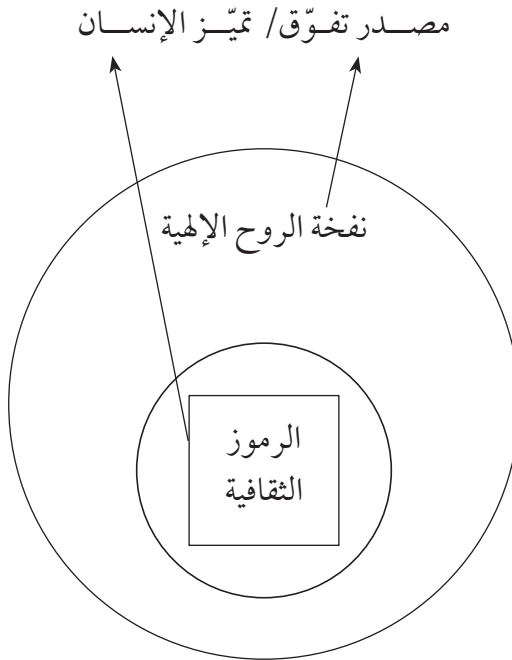 مصدر تفوّق/ تميّز الإنسان
نفخة الروح الإلهية
الرموز
الثقافية